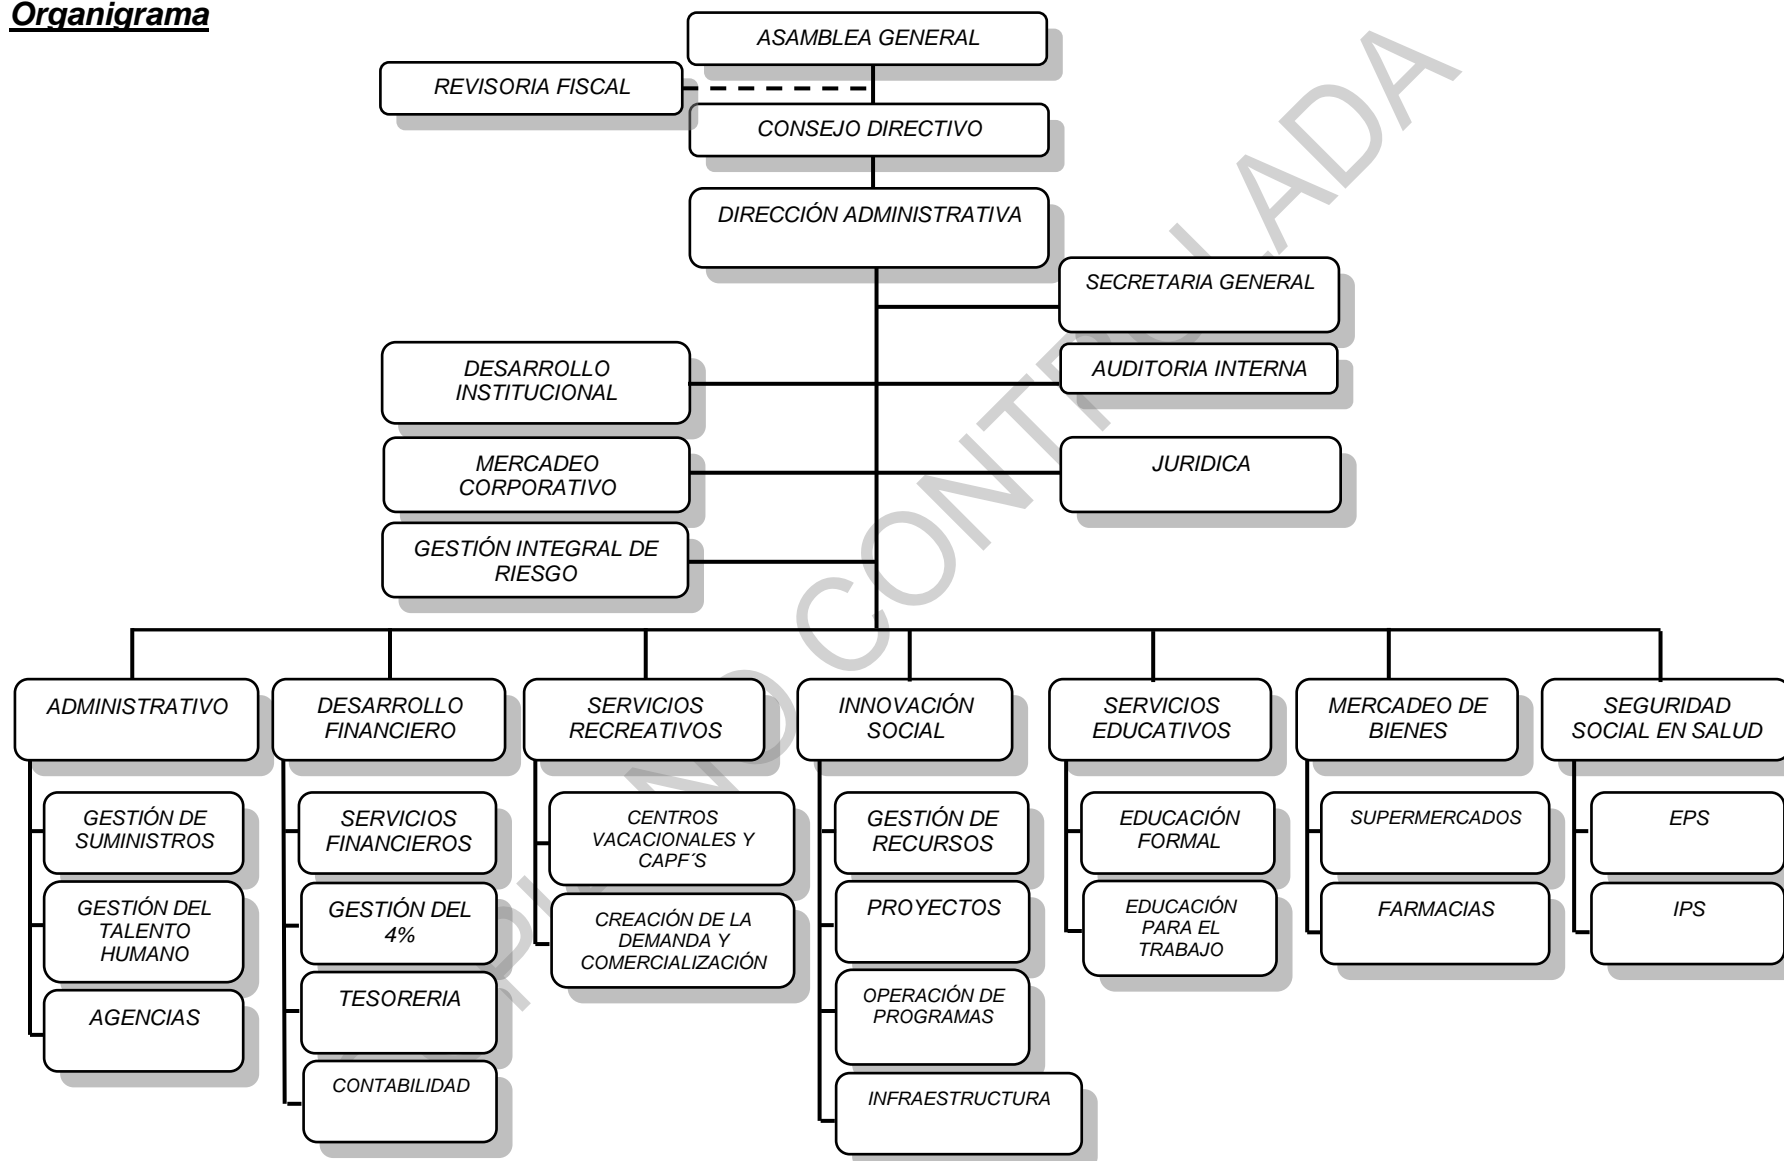 Organigrama
ASAMBLEA GENERAL
REVISORIA FISCAL
CONSEJO DIRECTIVO
DIRECCIÓN ADMINISTRATIVA
SECRETARIA GENERAL
DESARROLLO
INSTITUCIONAL
AUDITORIA INTERNA
MERCADEO
CORPORATIVO
JURIDICA
GESTIÓN INTEGRAL DE
RIESGO
ADMINISTRATIVO
DESARROLLO
FINANCIERO
SERVICIOS
RECREATIVOS
INNOVACIÓN
SOCIAL
SERVICIOS
EDUCATIVOS
MERCADEO DE
BIENES
SEGURIDAD
SOCIAL EN SALUD
GESTIÓN DE
SUMINISTROS
GESTIÓN DEL
TALENTO
HUMANO
AGENCIAS
SERVICIOS
FINANCIEROS
GESTIÓN DEL
4%
TESORERIA
CONTABILIDAD
CENTROS
VACACIONALES Y
CAPF´S
CREACIÓN DE LA
DEMANDA Y
COMERCIALIZACIÓN
GESTIÓN DE
RECURSOS
PROYECTOS
OPERACIÓN DE
PROGRAMAS
INFRAESTRUCTURA
EDUCACIÓN
FORMAL
EDUCACIÓN
PARA EL
TRABAJO
SUPERMERCADOS
FARMACIAS
EPS
IPS
NO CONTROLADA